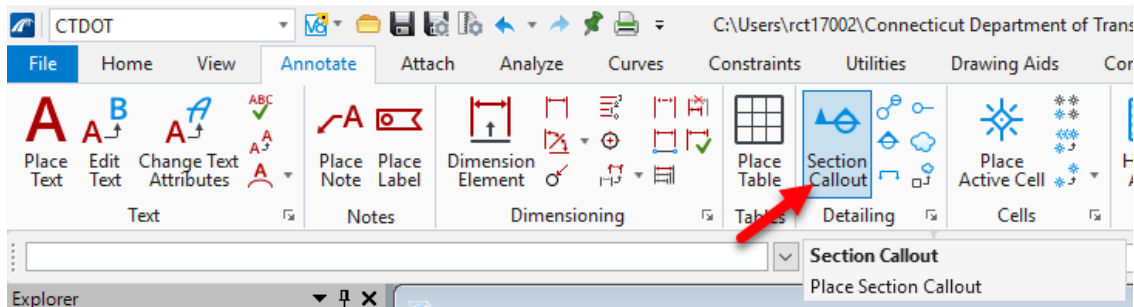 CTDOT C:\Users\rct17002\Connecticut Department of Trans
File Home View Annotate Attach Analyze Curves Constraints Utilities Drawing Aids Con
Place Text
Edit Text
Change Text Attributes
ABC
Place Note
Place Label
Dimension Element
Place Table
Section Callout
Place Active Cell
Text Notes Dimensioning Tables Detailing Cells
Section Callout
Place Section Callout
Explorer